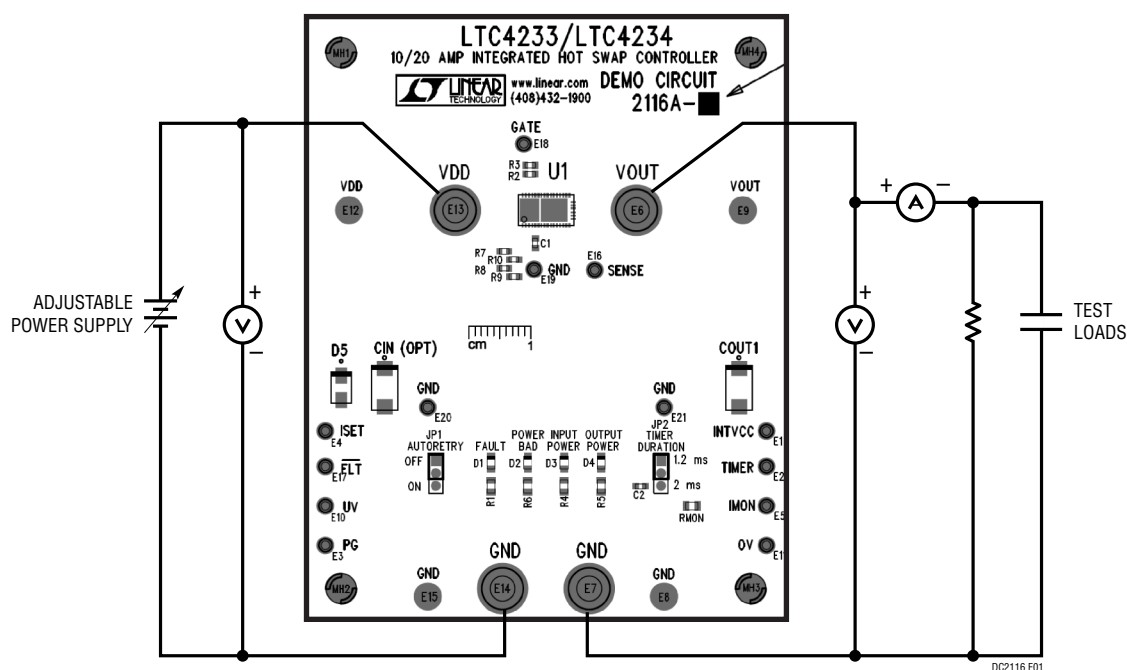 LTC4233/LTC4234
10/20 AMP INTEGRATED HOT SWAP CONTROLLER
MH1
MH4
LINEAR TECHNOLOGY
www.linear.com
(408)432-1900
DEMO CIRCUIT
2116A-
GATE
E18
R3
R2
U1
VDD
E13
VOUT
E6
VDD
E12
VOUT
E9
C1
R7
R10
R8
R9
GND
E19
E16
SENSE
+
A
−
ADJUSTABLE
POWER SUPPLY
+
V
−
+
V
−
TEST
LOADS
cm 1
D5
CIN (OPT)
COUT1
GND
E20
GND
E21
ISET
E4
FLT
E17
UV
E10
PG
E3
JP1
AUTORETRY
OFF
ON
FAULT
D1
R1
POWER
BAD
D2
R6
INPUT
POWER
D3
R4
OUTPUT
POWER
D4
R5
JP2
TIMER
DURATION
1.2 ms
2 ms
C2
RMON
INTVCC
E1
TIMER
E2
IMON
E5
OV
E1
MH2
GND
E15
GND
E14
GND
E7
GND
E8
MH3
DC2116 F01